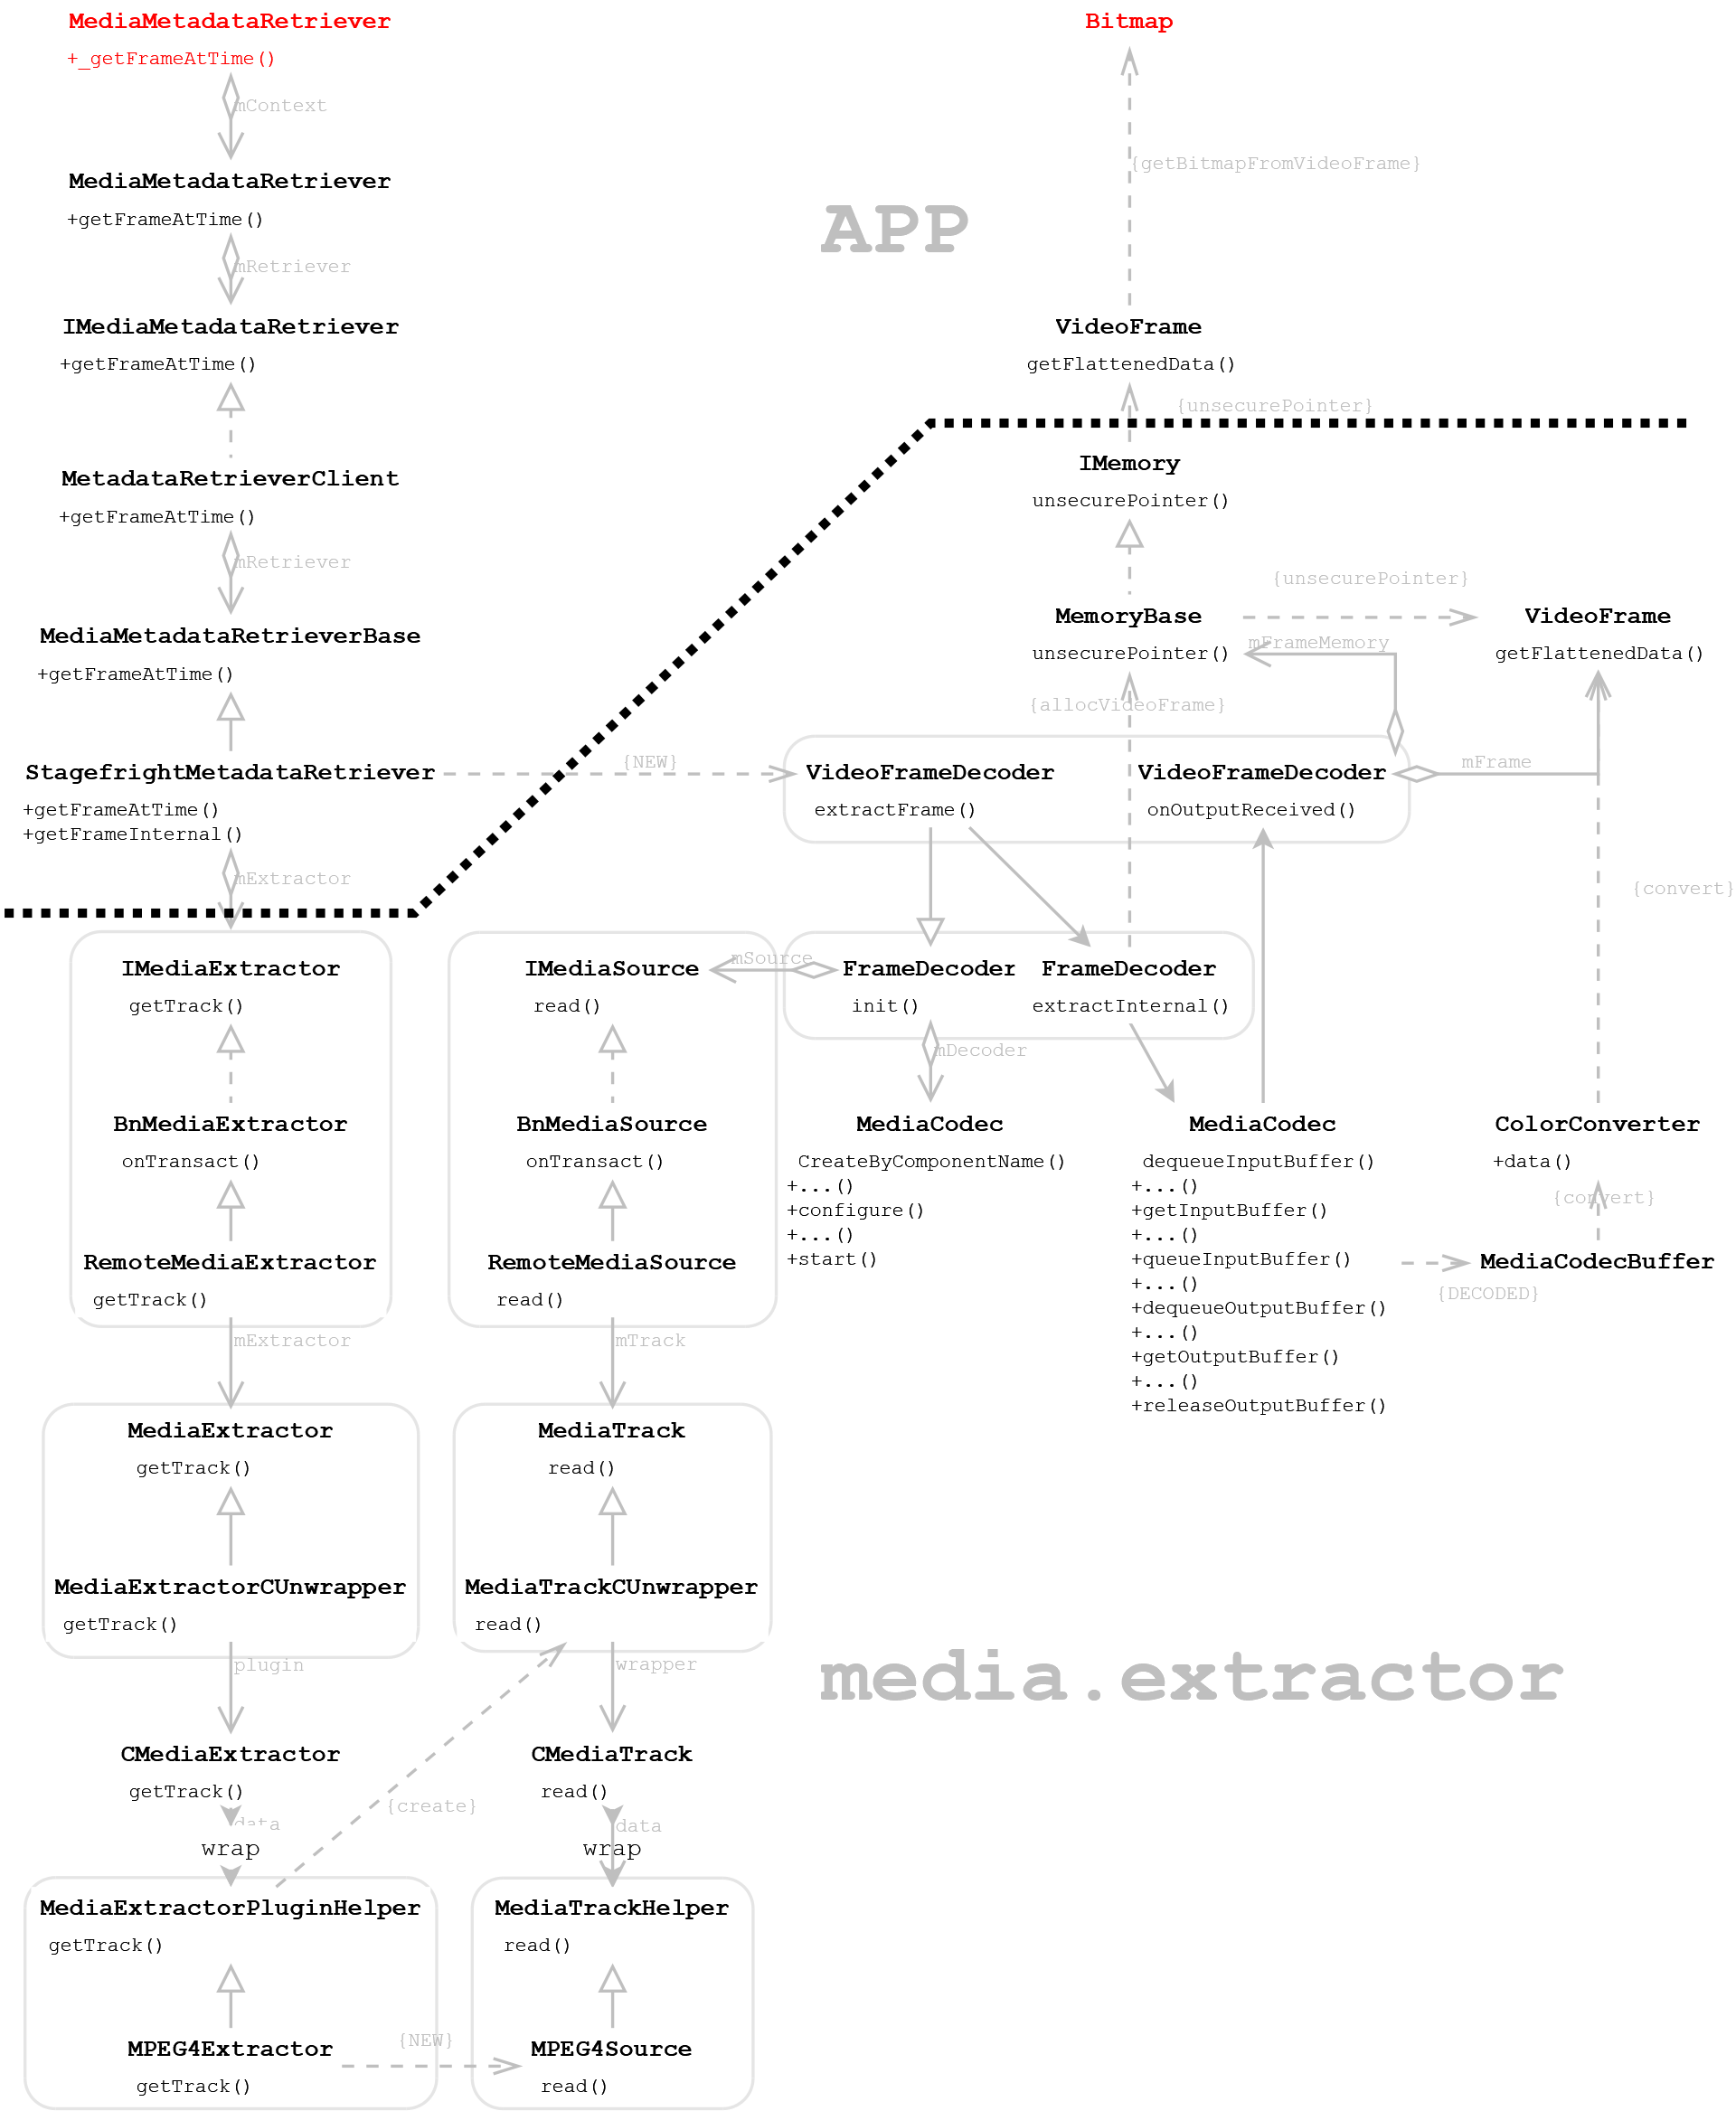 MediaMetadataRetriever
+_getFrameAtTime()
mContext
MediaMetadataRetriever
+getFrameAtTime()
mRetriever
IMediaMetadataRetriever
+getFrameAtTime()
MetadataRetrieverClient
+getFrameAtTime()
mRetriever
MediaMetadataRetrieverBase
+getFrameAtTime()
StagefrightMetadataRetriever
+getFrameAtTime()
+getFrameInternal()
mExtractor
{NEW}
Bitmap
{getBitmapFromVideoFrame}
APP
VideoFrame
getFlattenedData()
{unsecurePointer}
IMemory
unsecurePointer()
MemoryBase
unsecurePointer()
{unsecurePointer}
mFrameMemory
VideoFrame
getFlattenedData()
{allocVideoFrame}
VideoFrameDecoder
extractFrame()
VideoFrameDecoder
onOutputReceived()
mFrame
{convert}
IMediaExtractor
getTrack()
BnMediaExtractor
onTransact()
RemoteMediaExtractor
getTrack()
mExtractor
IMediaSource
read()
BnMediaSource
onTransact()
RemoteMediaSource
read()
mTrack
mSource
FrameDecoder
init()
FrameDecoder
extractInternal()
mDecoder
MediaCodec
CreateByComponentName()
+...()
+configure()
+...()
+start()
MediaCodec
dequeueInputBuffer()
+...()
+getInputBuffer()
+...()
+queueInputBuffer()
+...()
+dequeueOutputBuffer()
+...()
+getOutputBuffer()
+...()
+releaseOutputBuffer()
ColorConverter
+data()
{convert}
MediaCodecBuffer
{DECODED}
MediaExtractor
getTrack()
MediaExtractorCUnwrapper
getTrack()
plugin
MediaTrack
read()
MediaTrackCUnwrapper
read()
wrapper
media.extractor
CMediaExtractor
getTrack()
data
wrap
{create}
CMediaTrack
read()
data
wrap
MediaExtractorPluginHelper
getTrack()
MPEG4Extractor
getTrack()
{NEW}
MediaTrackHelper
read()
MPEG4Source
read()